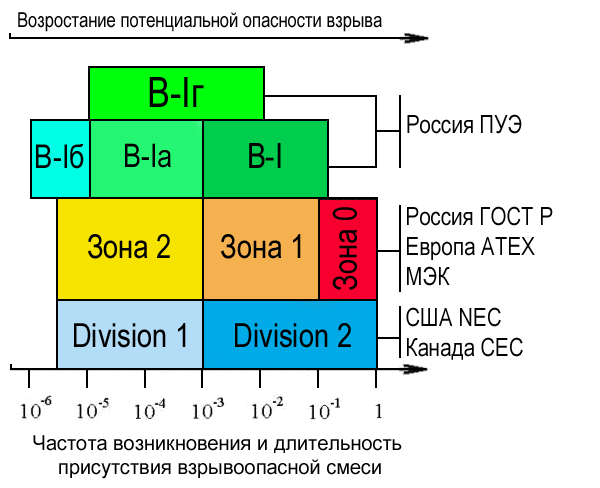 Возростание потенциальной опасности взрыва
В-Iг
Россия ПУЭ
В-Iб
В-Iа
В-I
Зона 2
Зона 1
Зона 0
Россия ГОСТ Р
Европа ATEX
МЭК
Division 1
Division 2
США NEC
Канада CEC
10⁻⁶ 10⁻⁵ 10⁻⁴ 10⁻³ 10⁻² 10⁻¹ 1
Частота возникновения и длительность
присутствия взрывоопасной смеси